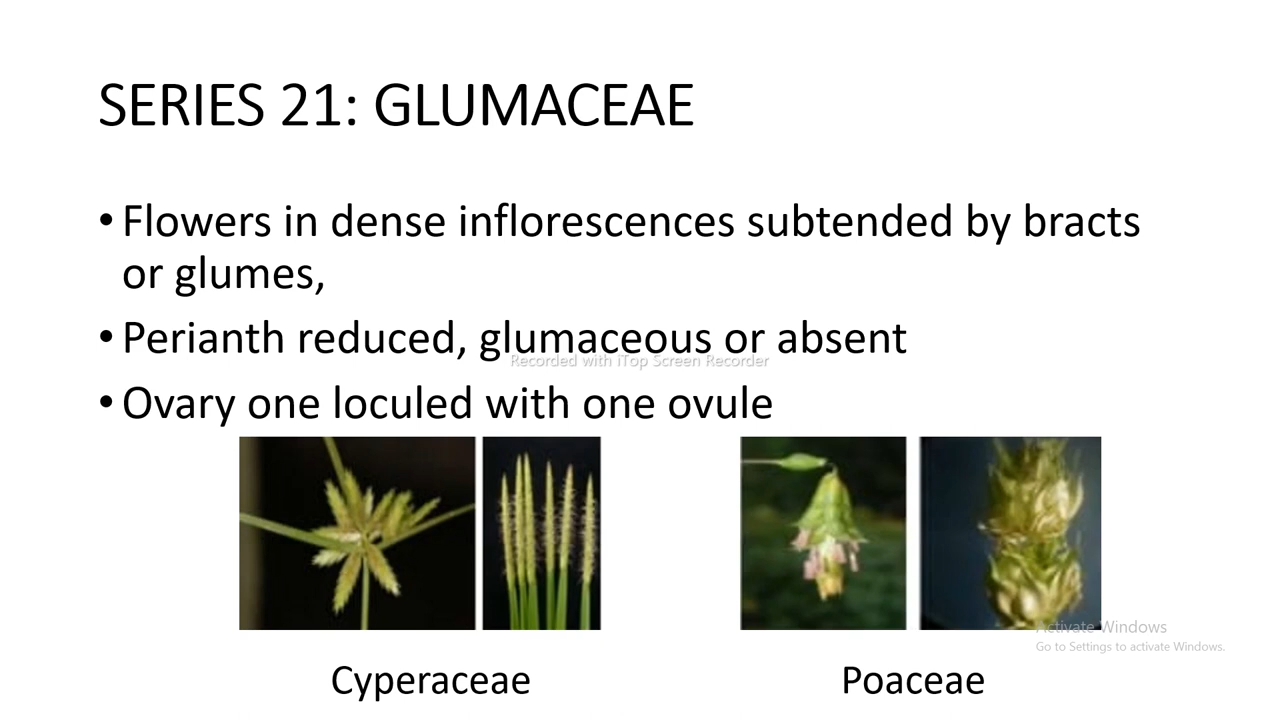 SERIES 21: GLUMACEAE
• Flowers in dense inflorescences subtended by bracts
or glumes,
• Perianth reduced, glumaceous or absent
Recorded with iTop Screen Recorder
• Ovary one loculed with one ovule
Activate Windows
Go to Settings to activate Windows.
Cyperaceae
Poaceae